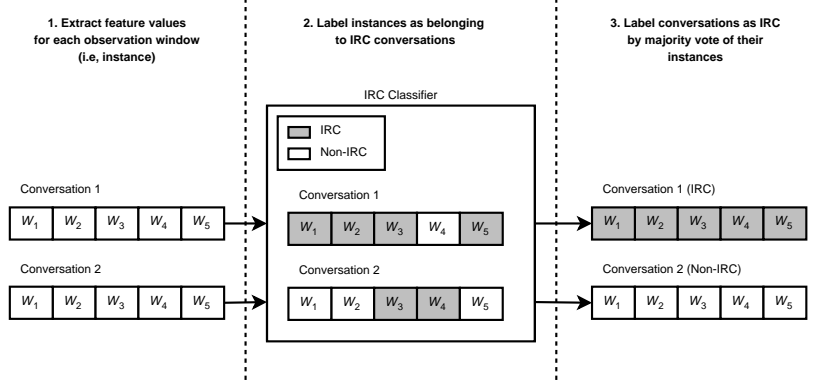 1. Extract feature values
for each observation window
(i.e, instance)
2. Label instances as belonging
to IRC conversations
3. Label conversations as IRC
by majority vote of their
instances
IRC Classifier
IRC
Non-IRC
Conversation 1
W1 W2 W3 W4 W5
Conversation 2
W1 W2 W3 W4 W5
Conversation 1
W1 W2 W3 W4 W5
Conversation 2
W1 W2 W3 W4 W5
Conversation 1 (IRC)
W1 W2 W3 W4 W5
Conversation 2 (Non-IRC)
W1 W2 W3 W4 W5